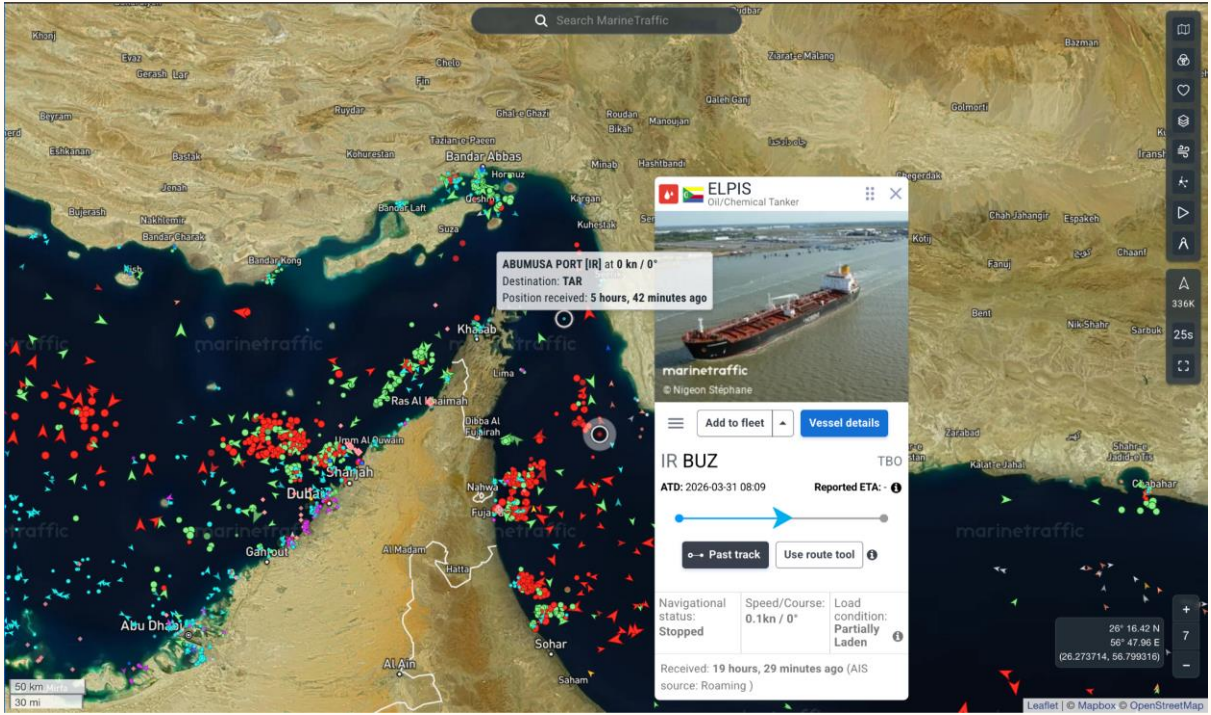 Search MarineTraffic
Khonj
Evaz
Gerash
Lar
Chelo
Fin
Ziarat-e-Malang
Bazman
Beyram
Ruydar
Ghal-e Ghazi
Roudan
Bikah
Manoujan
Qaleh Ganj
Golmorti
Eshkanan
Bastak
Kohurestan
Tazian-e-Paeen
Bandar Abbas
Hormuz
Minab
Hashtbandi
Jenah
Bandar Laft
Qeshm
Suza
Kargan
Kuhestak
Bujerash
Nakhlemir
Bandar Charak
Bandar Kong
Kish
Kotij
Chah Jahangir
Espakeh
Fanuj
Chaanf
Bent
Nik Shahr
Sarbuk
ELPIS
Oil/Chemical Tanker
ABUMUSA PORT [IR] at 0 kn / 0°
Destination: TAR
Position received: 5 hours, 42 minutes ago
marinetraffic
Khasab
Lima
Ras Al Khaimah
Dibba Al
Fujairah
Umm Al Quwain
Sharjah
Dubai
Nahwa
Gantout
Al Madam
Hatta
Abu Dhabi
Al Ain
Sohar
Saham
marinetraffic
© Nigeon Stéphane
Add to fleet
Vessel details
IR BUZ
TBO
ATD: 2026-03-31 08:09
Reported ETA: -
Past track
Use route tool
Navigational
status:
Stopped
Speed/Course:
0.1kn / 0°
Load
condition:
Partially
Laden
Received: 19 hours, 29 minutes ago (AIS
source: Roaming )
Zarabad
Kalat-e-Jahal
Shahr-e
Jadid-e Tis
Chabahar
marinetraffic
336K
25s
26° 16.42 N
56° 47.96 E
(26.273714, 56.799316)
+
7
−
50 km
30 mi
Leaflet | © Mapbox © OpenStreetMap